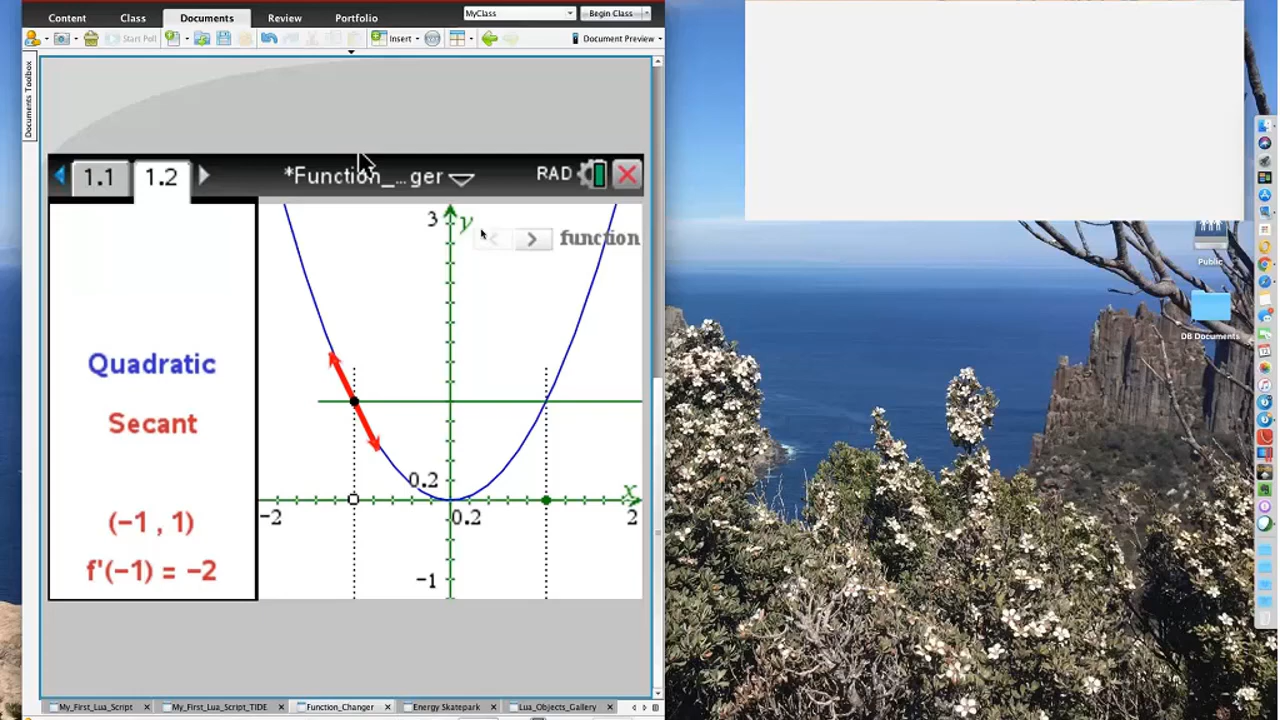 Content Class Documents Review Portfolio
MyClass Begin Class
Start Poll Insert Document Preview
Documents Toolbox
1.1 1.2 *Function_...ger RAD
3 y function
Quadratic
Secant
0.2 x
-2 0.2 2
(−1 , 1)
f'(−1) = −2
-1
Public
DB Documents
My_First_Lua_Script My_First_Lua_Script_TIDE Function_Changer Energy Skatepark Lua_Objects_Gallery